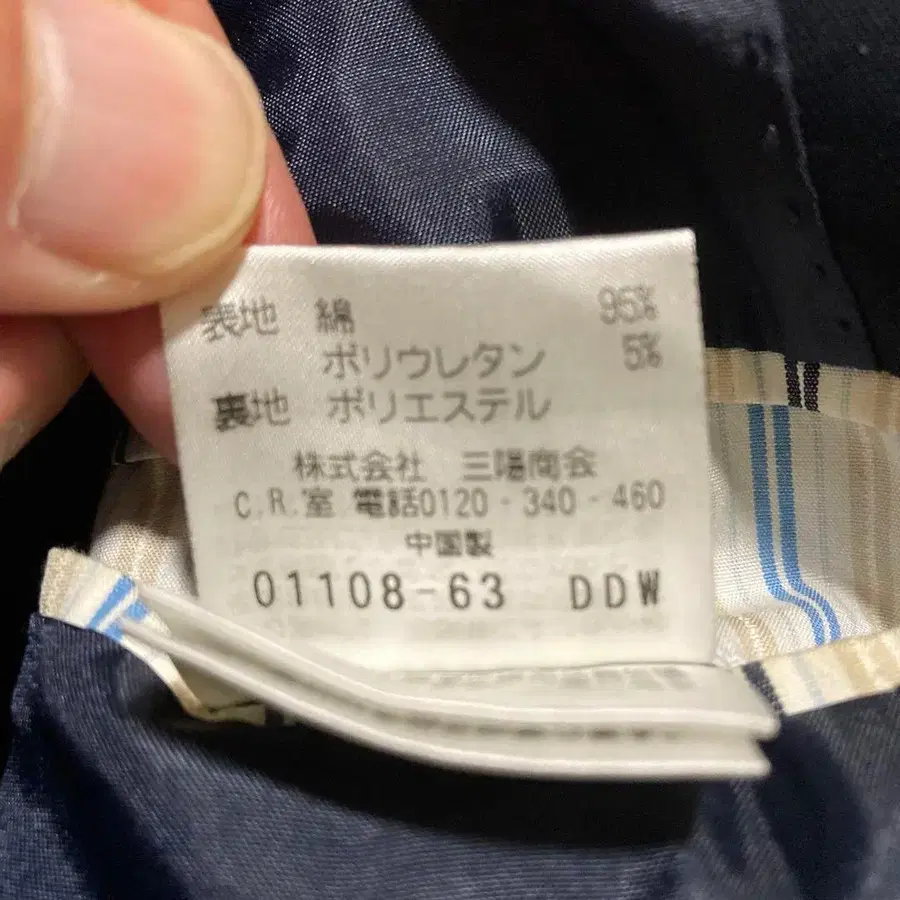 表地 綿 95%
ポリウレタン 5%
裏地 ポリエステル
株式会社 三陽商会
C.R.室 電話0120-340-460
中国製
01108-63 DDW